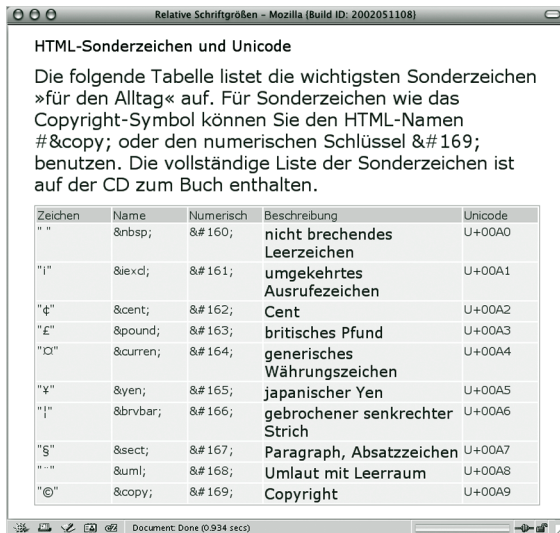 Relative Schriftgrößen – Mozilla {Build ID: 2002051108}
HTML-Sonderzeichen und Unicode
Die folgende Tabelle listet die wichtigsten Sonderzeichen
»für den Alltag« auf. Für Sonderzeichen wie das
Copyright-Symbol können Sie den HTML-Namen
#&copy; oder den numerischen Schlüssel &#169;
benutzen. Die vollständige Liste der Sonderzeichen ist
auf der CD zum Buch enthalten.
Zeichen Name Numerisch Beschreibung Unicode
" " &nbsp; &#160; nicht brechendes U+00A0
Leerzeichen
"¡" &iexcl; &#161; umgekehrtes U+00A1
Ausrufezeichen
"¢" &cent; &#162; Cent U+00A2
"£" &pound; &#163; britisches Pfund U+00A3
"¤" &curren; &#164; generisches U+00A4
Währungszeichen
"¥" &yen; &#165; japanischer Yen U+00A5
"¦" &brvbar; &#166; gebrochener senkrechter U+00A6
Strich
"§" &sect; &#167; Paragraph, Absatzzeichen U+00A7
"¨" &uml; &#168; Umlaut mit Leerraum U+00A8
"©" &copy; &#169; Copyright U+00A9
Document: Done (0.934 secs)